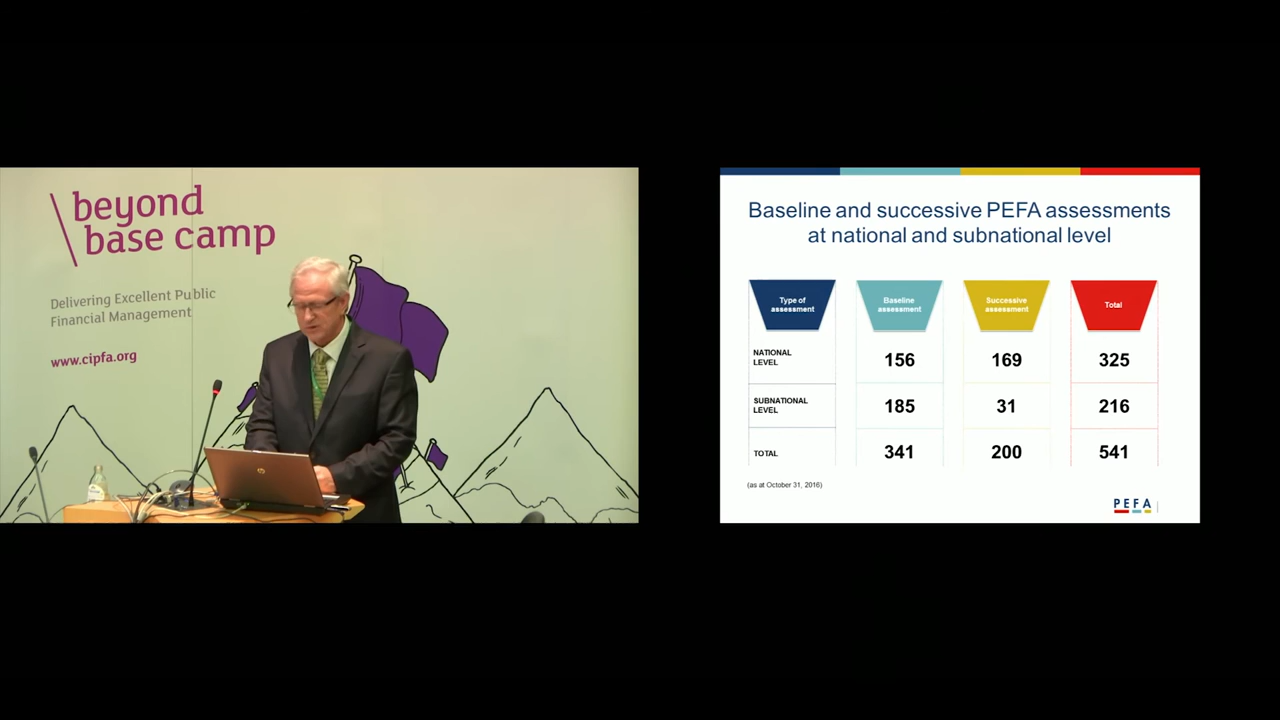 beyond
base camp
Delivering Excellent Public
Financial Management
www.cipfa.org
Baseline and successive PEFA assessments
at national and subnational level
Type of
assessment
Baseline
assessment
Successive
assessment
Total
NATIONAL
LEVEL
156
169
325
SUBNATIONAL
LEVEL
185
31
216
TOTAL
341
200
541
(as at October 31, 2016)
PEFA